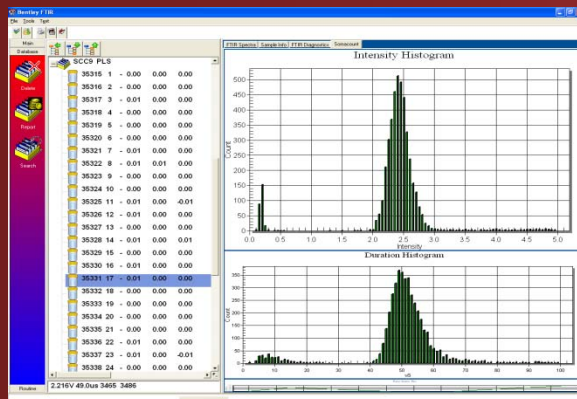 Bentley FTIR
File Tools Test
Main
Database
Delete
Repost
Search
Routine
SCC9 PLS
35315 1 - 0.00 0.00 0.00
35316 2 - 0.00 0.00 0.00
35317 3 - 0.01 0.00 0.00
35318 4 - 0.00 0.00 0.00
35319 5 - 0.00 0.00 0.00
35320 6 - 0.00 0.00 0.00
35321 7 - 0.01 0.00 0.00
35322 8 - 0.01 0.01 0.00
35323 9 - 0.00 0.00 0.00
35324 10 - 0.00 0.00 0.00
35325 11 - 0.01 0.00 -0.01
35326 12 - 0.01 0.00 0.00
35327 13 - 0.00 0.00 0.00
35328 14 - 0.01 0.00 0.01
35329 15 - 0.00 0.00 0.00
35330 16 - 0.01 0.00 0.00
35331 17 - 0.01 0.00 0.00
35332 18 - 0.00 0.00 0.00
35333 19 - 0.00 0.00 0.00
35334 20 - 0.00 0.00 0.00
35335 21 - 0.00 0.00 0.00
35336 22 - 0.01 0.00 0.00
35337 23 - 0.01 0.00 -0.01
35338 24 - 0.00 0.00 0.00
2.216V 49.0us 3465 3486
FTIR Spectra Sample Info FTIR Diagnostics Somacount
Intensity Histogram
500
450
400
350
300
250
200
150
100
50
0
Count
0.0 0.5 1.0 1.5 2.0 2.5 3.0 3.5 4.0 4.5 5.0
Intensity
Duration Histogram
350
300
250
200
150
100
50
0
Count
0 10 20 30 40 50 60 70 80 90 100
uS